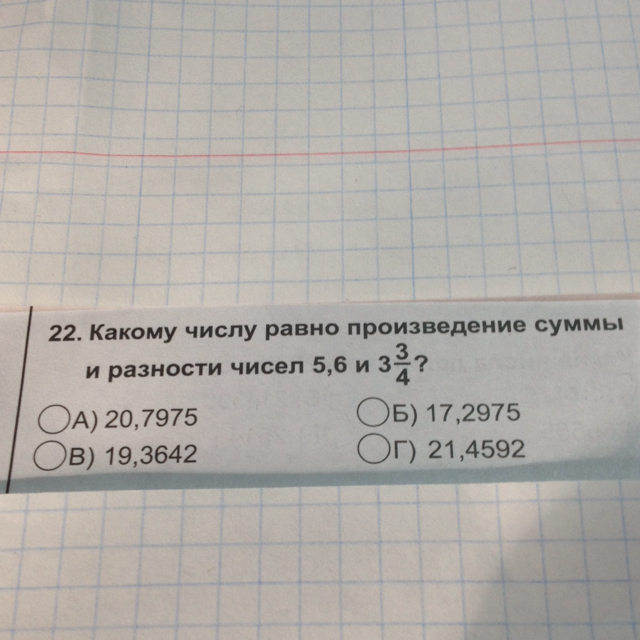 22. Какому числу равно произведение суммы
и разности чисел 5,6 и 3 3/4?
А) 20,7975 Б) 17,2975
В) 19,3642 Г) 21,4592